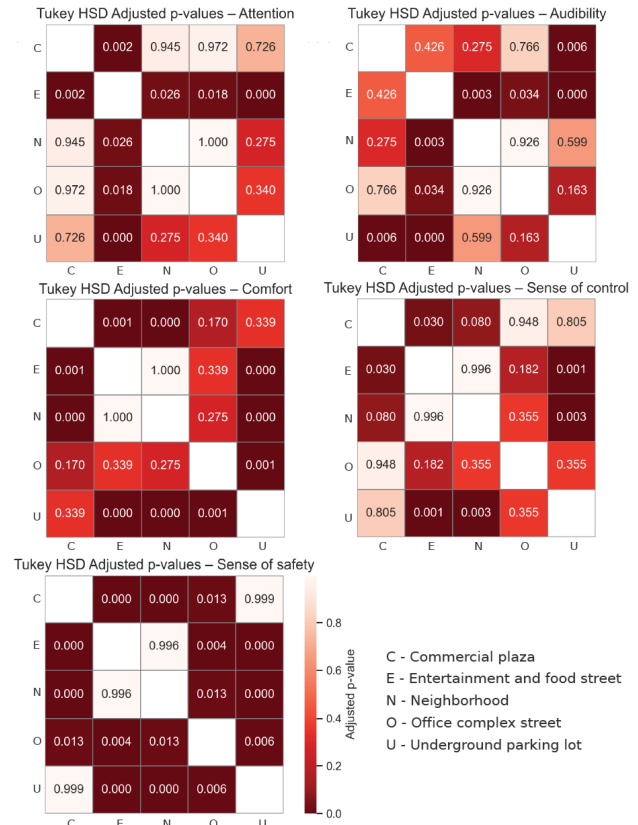 Tukey HSD Adjusted p-values – Attention
C 0.002 0.945 0.972 0.726
E 0.002 0.026 0.018 0.000
N 0.945 0.026 1.000 0.275
O 0.972 0.018 1.000 0.340
U 0.726 0.000 0.275 0.340
C E N O U
Tukey HSD Adjusted p-values – Audibility
C 0.426 0.275 0.766 0.006
E 0.426 0.003 0.034 0.000
N 0.275 0.003 0.926 0.599
O 0.766 0.034 0.926 0.163
U 0.006 0.000 0.599 0.163
C E N O U
Tukey HSD Adjusted p-values – Comfort
C 0.001 0.000 0.170 0.339
E 0.001 1.000 0.339 0.000
N 0.000 1.000 0.275 0.000
O 0.170 0.339 0.275 0.001
U 0.339 0.000 0.000 0.001
C E N O U
Tukey HSD Adjusted p-values – Sense of control
C 0.030 0.080 0.948 0.805
E 0.030 0.996 0.182 0.001
N 0.080 0.996 0.355 0.003
O 0.948 0.182 0.355 0.355
U 0.805 0.001 0.003 0.355
C E N O U
Tukey HSD Adjusted p-values – Sense of safety
C 0.000 0.000 0.013 0.999
E 0.000 0.996 0.004 0.000
N 0.000 0.996 0.013 0.000
O 0.013 0.004 0.013 0.006
U 0.999 0.000 0.000 0.006
C E N O U
0.8
0.6
0.4
0.2
0.0
Adjusted p-value
C - Commercial plaza
E - Entertainment and food street
N - Neighborhood
O - Office complex street
U - Underground parking lot